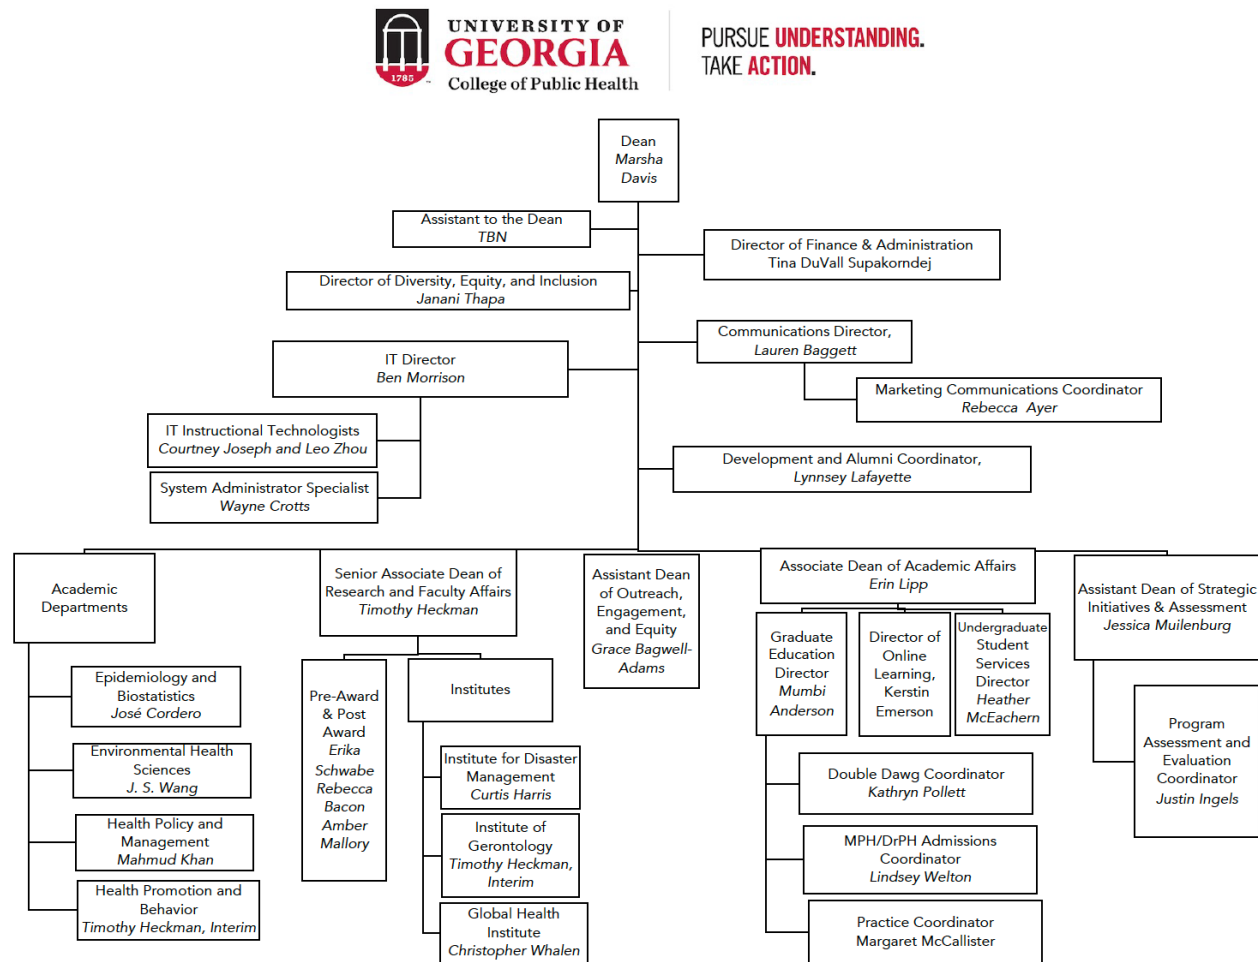 UNIVERSITY OF
GEORGIA
College of Public Health
1785
PURSUE UNDERSTANDING.
TAKE ACTION.
Dean
Marsha
Davis
Assistant to the Dean
TBN
Director of Finance & Administration
Tina DuVall Supakorndej
Director of Diversity, Equity, and Inclusion
Janani Thapa
Communications Director,
Lauren Baggett
IT Director
Ben Morrison
Marketing Communications Coordinator
Rebecca Ayer
IT Instructional Technologists
Courtney Joseph and Leo Zhou
Development and Alumni Coordinator,
Lynnsey Lafayette
System Administrator Specialist
Wayne Crotts
Academic
Departments
Epidemiology and
Biostatistics
José Cordero
Environmental Health
Sciences
J. S. Wang
Health Policy and
Management
Mahmud Khan
Health Promotion and
Behavior
Timothy Heckman, Interim
Senior Associate Dean of
Research and Faculty Affairs
Timothy Heckman
Pre-Award
& Post
Award
Erika
Schwabe
Rebecca
Bacon
Amber
Mallory
Institutes
Institute for Disaster
Management
Curtis Harris
Institute of
Gerontology
Timothy Heckman,
Interim
Global Health
Institute
Christopher Whalen
Assistant Dean
of Outreach,
Engagement,
and Equity
Grace Bagwell-
Adams
Associate Dean of Academic Affairs
Erin Lipp
Graduate
Education
Director
Mumbi
Anderson
Director of
Online
Learning,
Kerstin
Emerson
Undergraduate
Student
Services
Director
Heather
McEachern
Double Dawg Coordinator
Kathryn Pollett
MPH/DrPH Admissions
Coordinator
Lindsey Welton
Practice Coordinator
Margaret McCallister
Assistant Dean of Strategic
Initiatives & Assessment
Jessica Muilenburg
Program
Assessment and
Evaluation
Coordinator
Justin Ingels